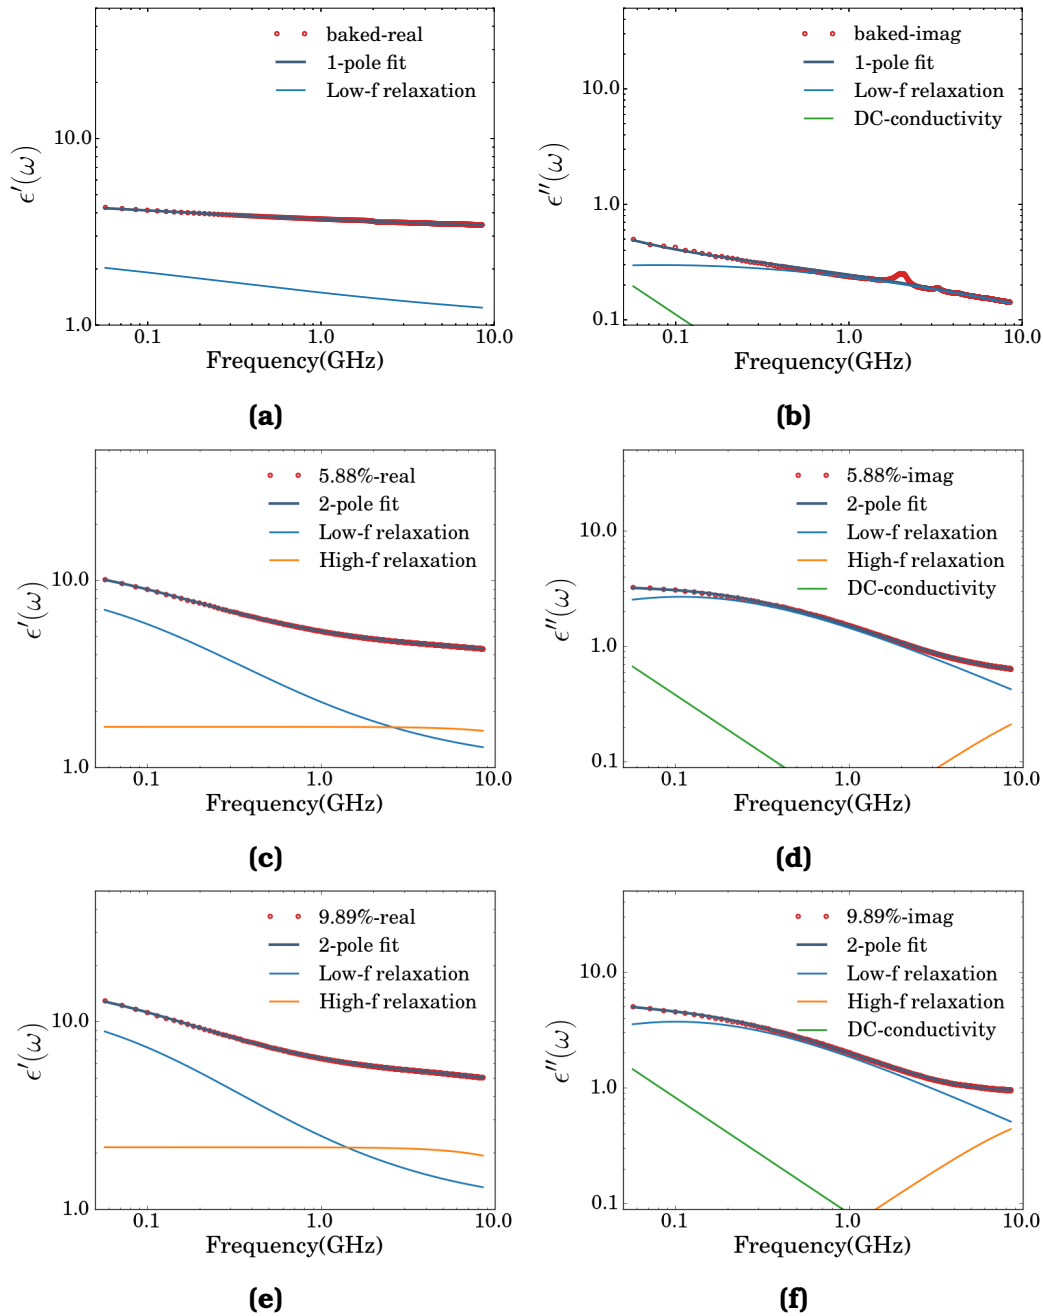 baked-real
1-pole fit
Low-f relaxation
10.0
1.0
ϵ′(ω)
0.1 1.0 10.0
Frequency(GHz)
(a)
baked-imag
1-pole fit
Low-f relaxation
DC-conductivity
10.0
1.0
0.1
ϵ″(ω)
0.1 1.0 10.0
Frequency(GHz)
(b)
5.88%-real
2-pole fit
Low-f relaxation
High-f relaxation
10.0
1.0
ϵ′(ω)
0.1 1.0 10.0
Frequency(GHz)
(c)
5.88%-imag
2-pole fit
Low-f relaxation
High-f relaxation
DC-conductivity
10.0
1.0
0.1
ϵ″(ω)
0.1 1.0 10.0
Frequency(GHz)
(d)
9.89%-real
2-pole fit
Low-f relaxation
High-f relaxation
10.0
1.0
ϵ′(ω)
0.1 1.0 10.0
Frequency(GHz)
(e)
9.89%-imag
2-pole fit
Low-f relaxation
High-f relaxation
DC-conductivity
10.0
1.0
0.1
ϵ″(ω)
0.1 1.0 10.0
Frequency(GHz)
(f)